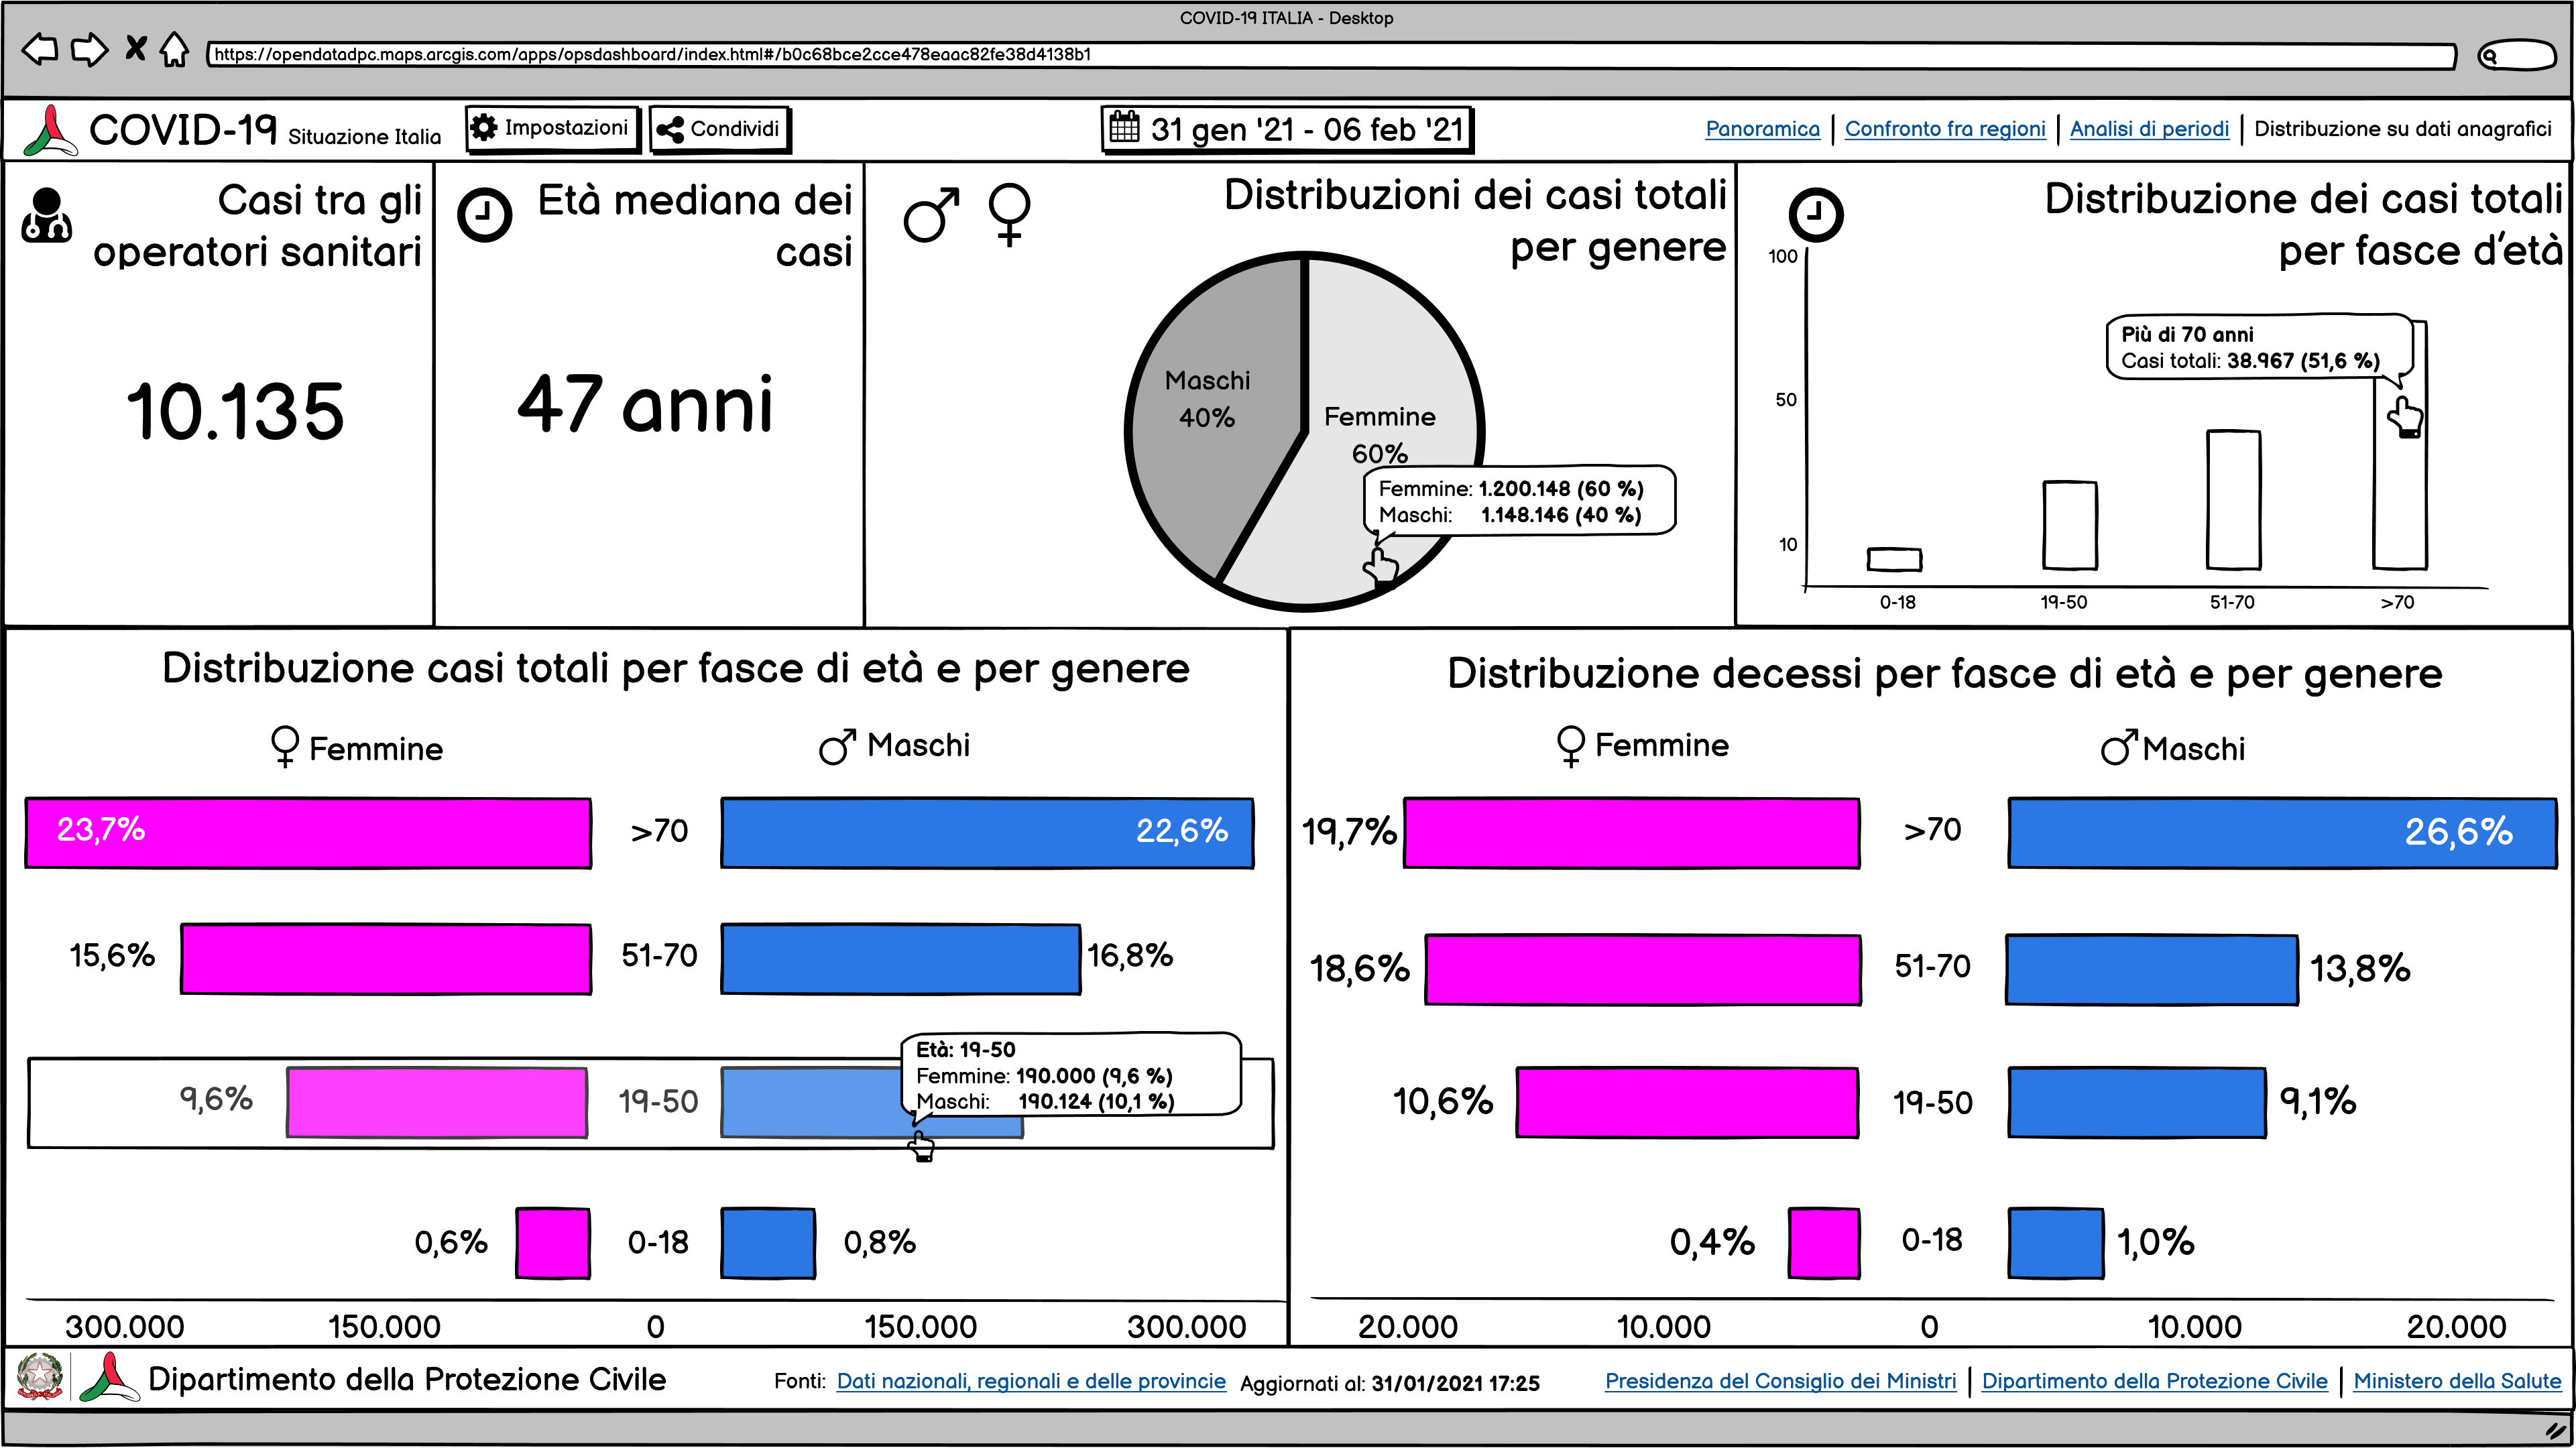 COVID-19 ITALIA - Desktop
https://opendatadpc.maps.arcgis.com/apps/opsdashboard/index.html#/b0c68bce2cce478eaac82fe38d4138b1
COVID-19 Situazione Italia
Impostazioni
Condividi
31 gen '21 - 06 feb '21
Panoramica | Confronto fra regioni | Analisi di periodi | Distribuzione su dati anagrafici
Casi tra gli
operatori sanitari
10.135
Età mediana dei
casi
47 anni
Distribuzioni dei casi totali
per genere
Maschi
40%
Femmine
60%
Femmine: 1.200.148 (60 %)
Maschi: 1.148.146 (40 %)
Distribuzione dei casi totali
per fasce d'età
100
50
10
Più di 70 anni
Casi totali: 38.967 (51,6 %)
0-18
19-50
51-70
>70
Distribuzione casi totali per fasce di età e per genere
Femmine
Maschi
23,7%
>70
22,6%
15,6%
51-70
16,8%
9,6%
19-50
Età: 19-50
Femmine: 190.000 (9,6 %)
Maschi: 190.124 (10,1 %)
0,6%
0-18
0,8%
300.000
150.000
0
150.000
300.000
Distribuzione decessi per fasce di età e per genere
Femmine
Maschi
19,7%
>70
26,6%
18,6%
51-70
13,8%
10,6%
19-50
9,1%
0,4%
0-18
1,0%
20.000
10.000
0
10.000
20.000
Dipartimento della Protezione Civile
Fonti: Dati nazionali, regionali e delle provincie
Aggiornati al: 31/01/2021 17:25
Presidenza del Consiglio dei Ministri | Dipartimento della Protezione Civile | Ministero della Salute